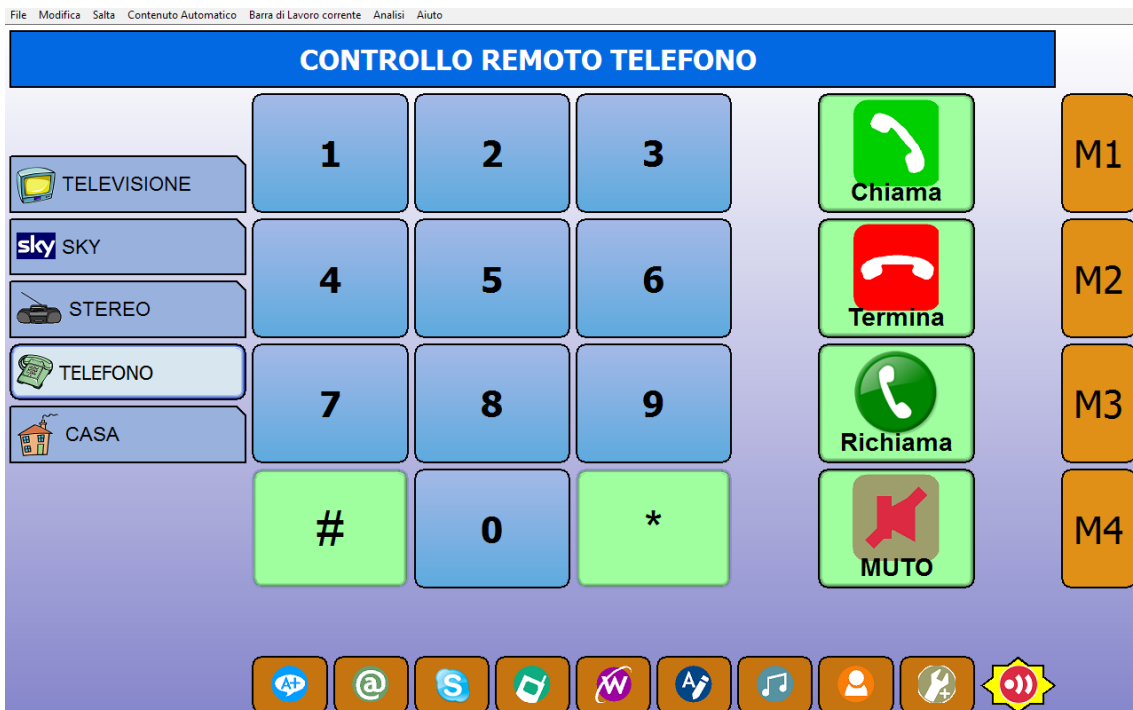 File Modifica Salta Contenuto Automatico Barra di Lavoro corrente Analisi Aiuto
CONTROLLO REMOTO TELEFONO
TELEVISIONE
sky SKY
STEREO
TELEFONO
CASA
1 2 3
4 5 6
7 8 9
# 0 *
Chiama
Termina
Richiama
MUTO
M1
M2
M3
M4
A+ @ S W A